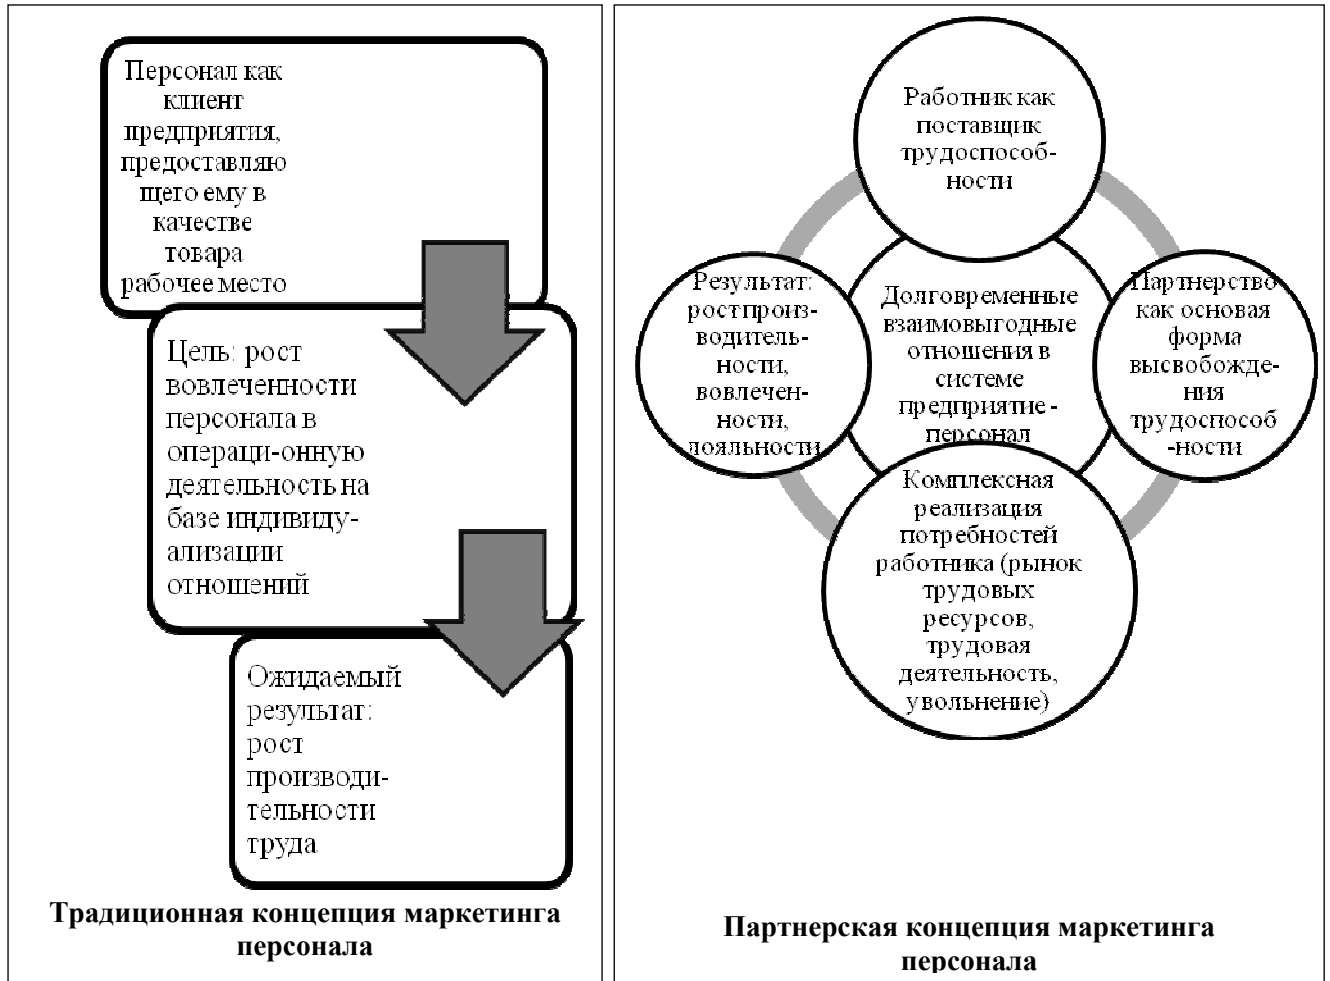 Персонал как
клиент
предприятия,
предоставляю
щего ему в
качестве
товара
рабочее место
Цель: рост
вовлеченности
персонала в
операци-онную
деятельность на
базе индивиду-
ализации
отношений
Ожидаемый
результат:
рост
производи-
тельности
труда
Традиционная концепция маркетинга
персонала
Работник как
поставщик
трудоспособ-
ности
Партнерство
как основая
форма
высвобожде-
ния
трудоспособ
-ности
Комплексная
реализация
потребностей
работника (рынок
трудовых
ресурсов,
трудовая
деятельность,
увольнение)
Результат:
рост произ-
водитель-
ности,
вовлечен-
ности,
лояльности
Долговременные
взаимовыгодные
отношения в
системе
предприятие -
персонал
Партнерская концепция маркетинга
персонала